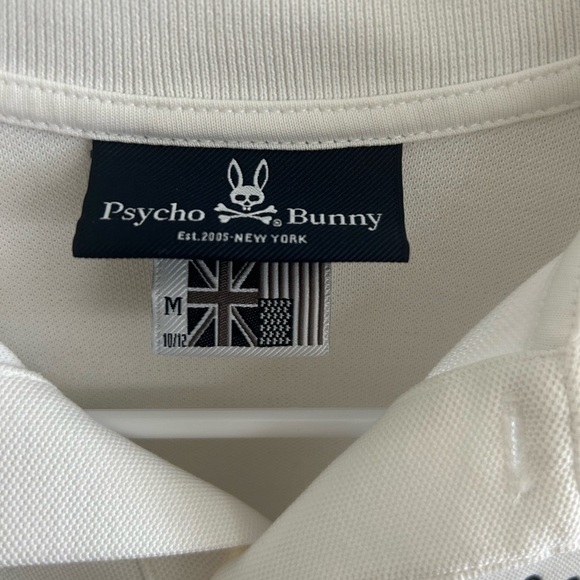 Psycho ® Bunny
Est.2005-NEW YORK
M
10/12